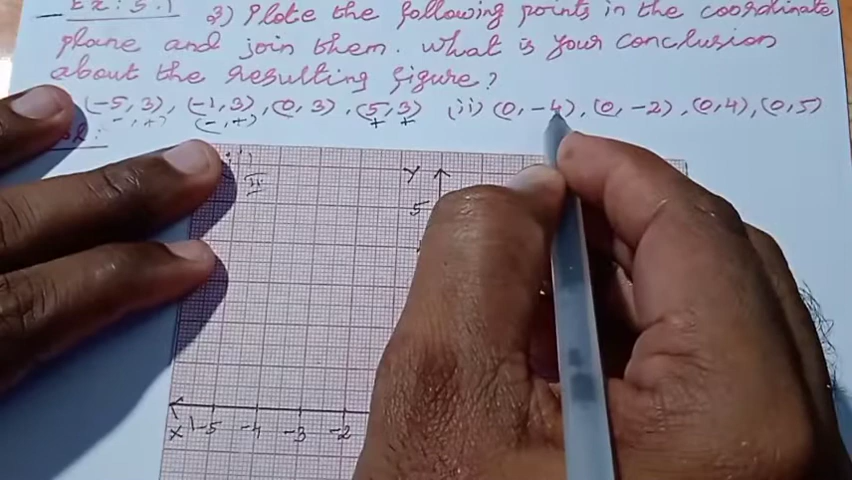 Ex: 5.1 3) Plote the following points in the coordinate
plane and join them. what is your conclusion
about the resulting figure?
(-5, 3), (-1, 3), (0, 3), (5, 3) (ii) (0, -4), (0, -2), (0, 4), (0, 5)
-, + -, + + +
II Y
5
X' -5 -4 -3 -2